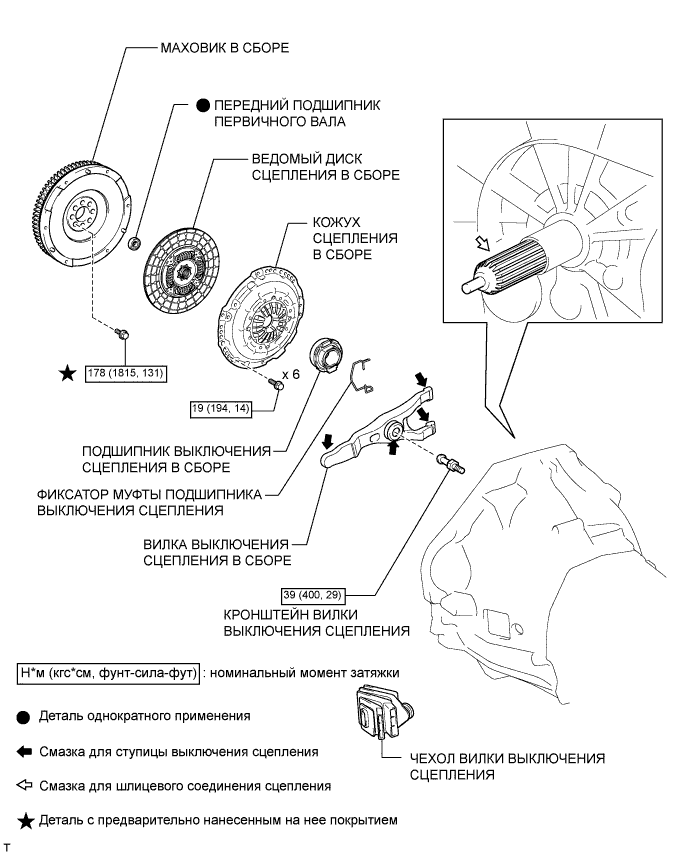 МАХОВИК В СБОРЕ
ПЕРЕДНИЙ ПОДШИПНИК
ПЕРВИЧНОГО ВАЛА
ВЕДОМЫЙ ДИСК
СЦЕПЛЕНИЯ В СБОРЕ
КОЖУХ
СЦЕПЛЕНИЯ
В СБОРЕ
178 (1815, 131)
x 6
19 (194, 14)
ПОДШИПНИК ВЫКЛЮЧЕНИЯ
СЦЕПЛЕНИЯ В СБОРЕ
ФИКСАТОР МУФТЫ ПОДШИПНИКА
ВЫКЛЮЧЕНИЯ СЦЕПЛЕНИЯ
ВИЛКА ВЫКЛЮЧЕНИЯ
СЦЕПЛЕНИЯ В СБОРЕ
39 (400, 29)
КРОНШТЕЙН ВИЛКИ
ВЫКЛЮЧЕНИЯ СЦЕПЛЕНИЯ
Н*м (кгс*см, фунт-сила-фут) : номинальный момент затяжки
Деталь однократного применения
Смазка для ступицы выключения сцепления
ЧЕХОЛ ВИЛКИ ВЫКЛЮЧЕНИЯ
СЦЕПЛЕНИЯ
Смазка для шлицевого соединения сцепления
Деталь с предварительно нанесенным на нее покрытием
T